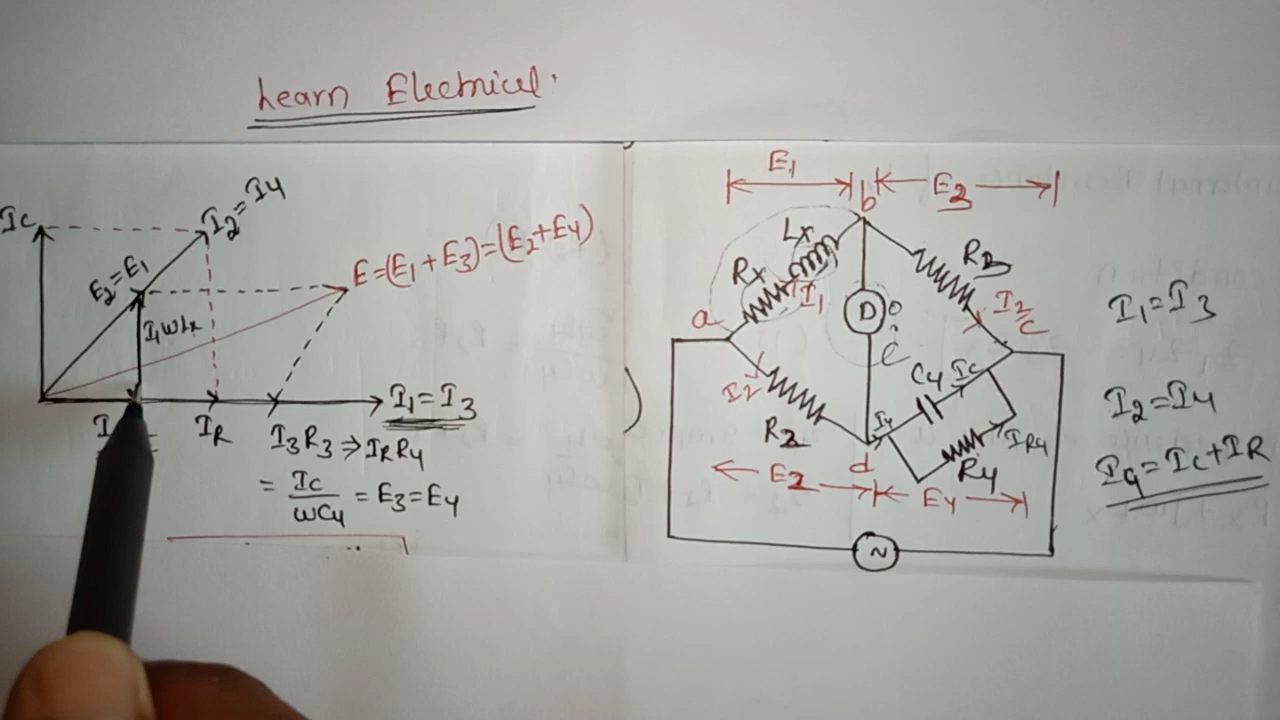 Learn Electrical.
Ic
I2=I4
E2=E1
I1ωLx
E=(E1+E3)=(E2+E4)
I1=I3
IR
I3R3⇒IRR4
= Ic/ωC4 = E3=E4
E1
E3
b
Lx
Rx
I1
a
D
R3
c
I2
R2
d
E2
C4
Ic
I4
IR4
R4
E4
~
I1=I3
I2=I4
I4=Ic+IR